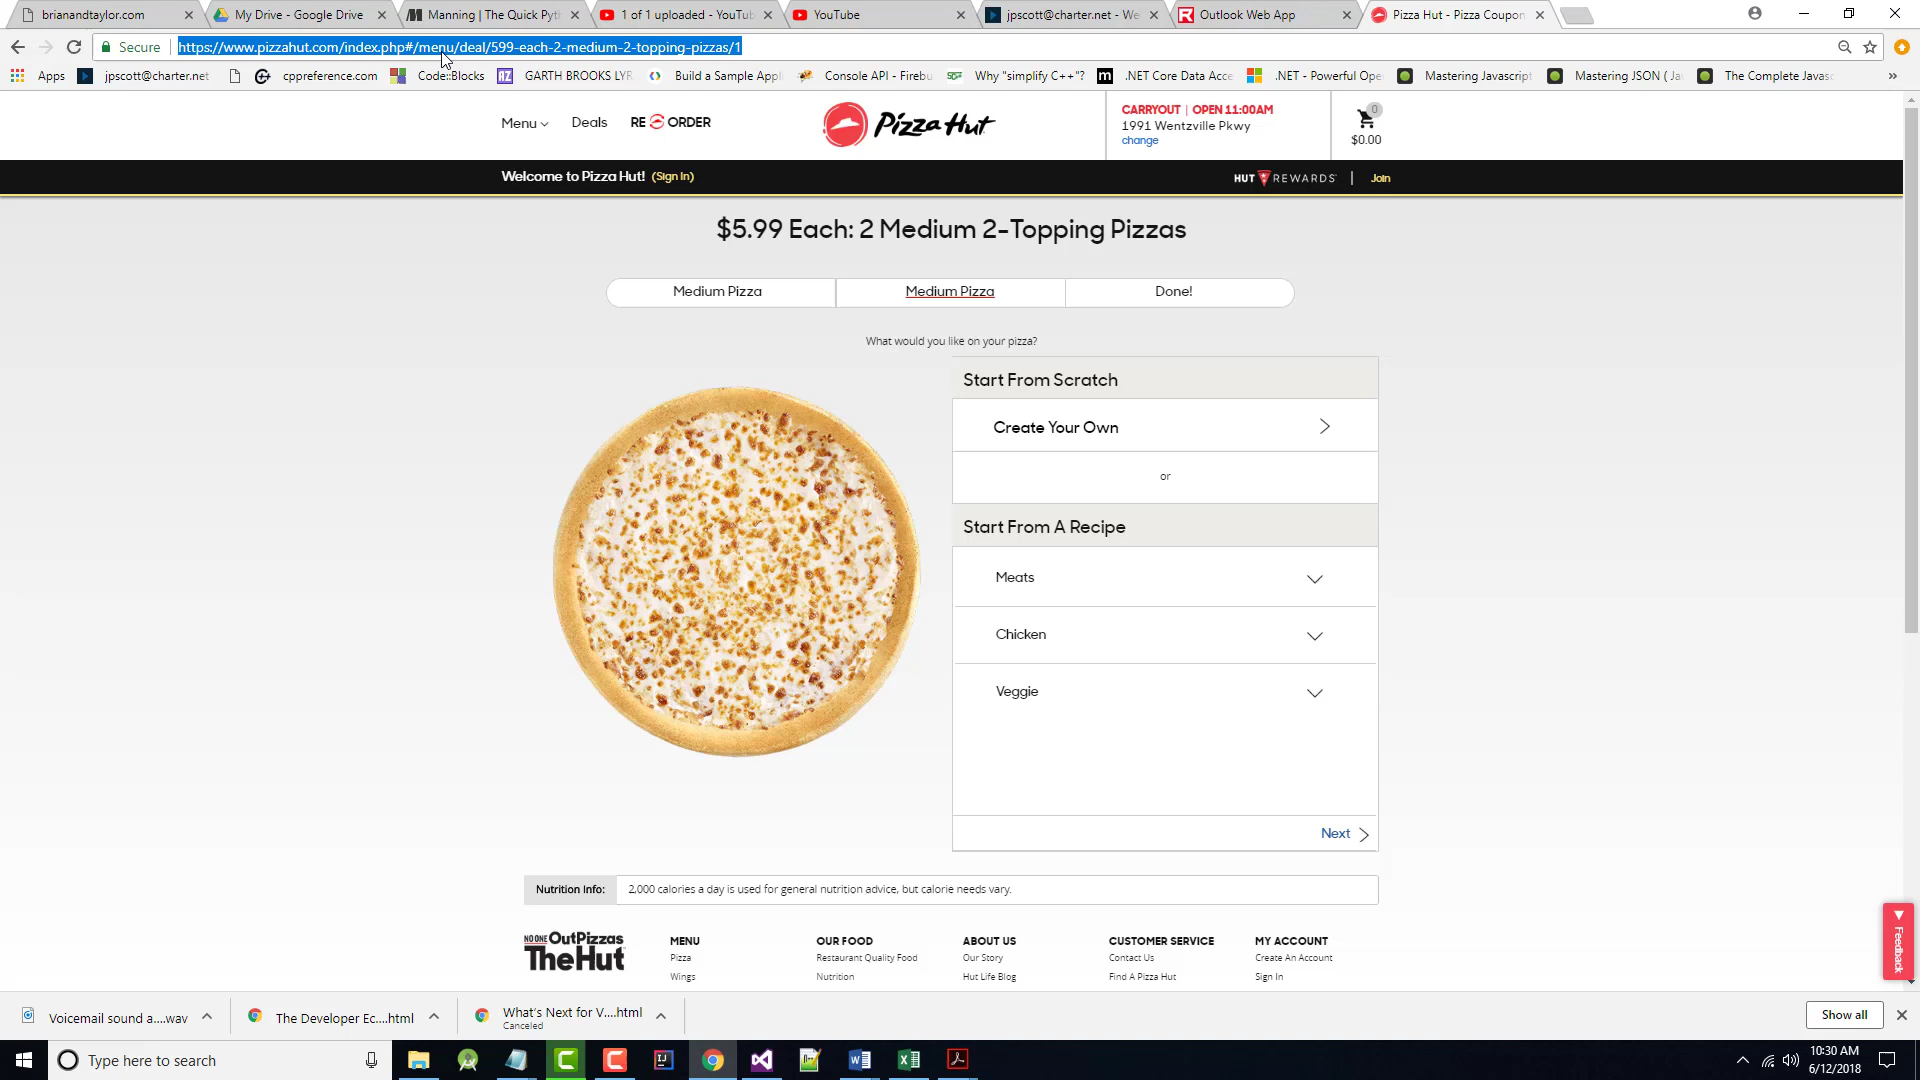 brianandtaylor.com
My Drive - Google Drive
Manning | The Quick Pyth
1 of 1 uploaded - YouTub
YouTube
jpscott@charter.net - We
Outlook Web App
Pizza Hut - Pizza Coupon
Secure
https://www.pizzahut.com/index.php#/menu/deal/599-each-2-medium-2-topping-pizzas/1
Apps
jpscott@charter.net
cppreference.com
Code::Blocks
GARTH BROOKS LYR
Build a Sample Appl
Console API - Firebu
Why "simplify C++"?
.NET Core Data Acce
.NET - Powerful Ope
Mastering Javascript
Mastering JSON ( Ja
The Complete Javas
»
Menu
Deals
RE ORDER
Pizza Hut
CARRYOUT | OPEN 11:00AM
1991 Wentzville Pkwy
change
0
$0.00
Welcome to Pizza Hut! (Sign In)
HUT REWARDS
Join
$5.99 Each: 2 Medium 2-Topping Pizzas
Medium Pizza
Medium Pizza
Done!
What would you like on your pizza?
Start From Scratch
Create Your Own
or
Start From A Recipe
Meats
Chicken
Veggie
Next
Nutrition Info:
2,000 calories a day is used for general nutrition advice, but calorie needs vary.
Feedback
NO ONE OutPizzas
TheHut
MENU
Pizza
Wings
OUR FOOD
Restaurant Quality Food
Nutrition
ABOUT US
Our Story
Hut Life Blog
CUSTOMER SERVICE
Contact Us
Find A Pizza Hut
MY ACCOUNT
Create An Account
Sign In
Voicemail sound a....wav
The Developer Ec....html
What's Next for V....html
Canceled
Show all
Type here to search
10:30 AM
6/12/2018